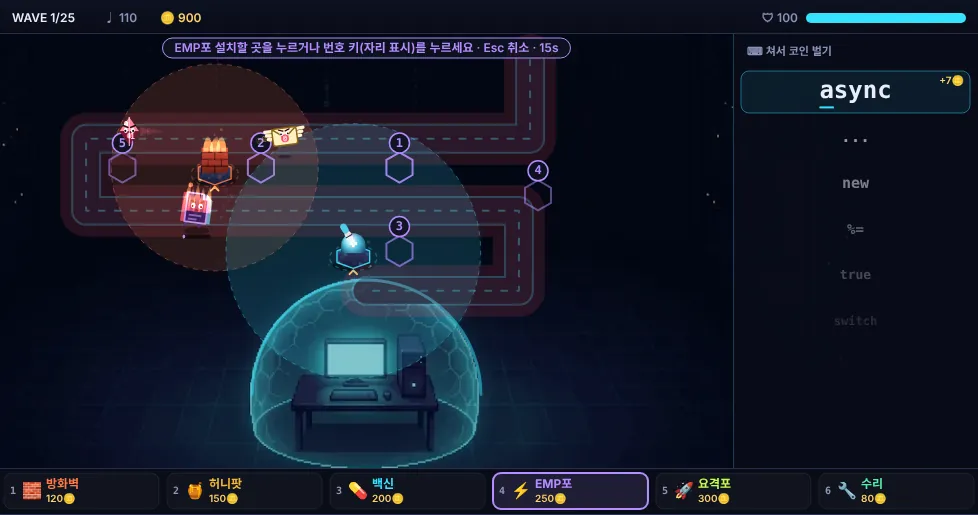 WAVE 1/25 ♩ 110 900 100
EMP포 설치할 곳을 누르거나 번호 키(자리 표시)를 누르세요 · Esc 취소 · 15s
쳐서 코인 벌기
async +7
...
new
%=
true
switch
5 2 1
4
3
1 방화벽 120
2 허니팟 150
3 백신 200
4 EMP포 250
5 요격포 300
6 수리 80